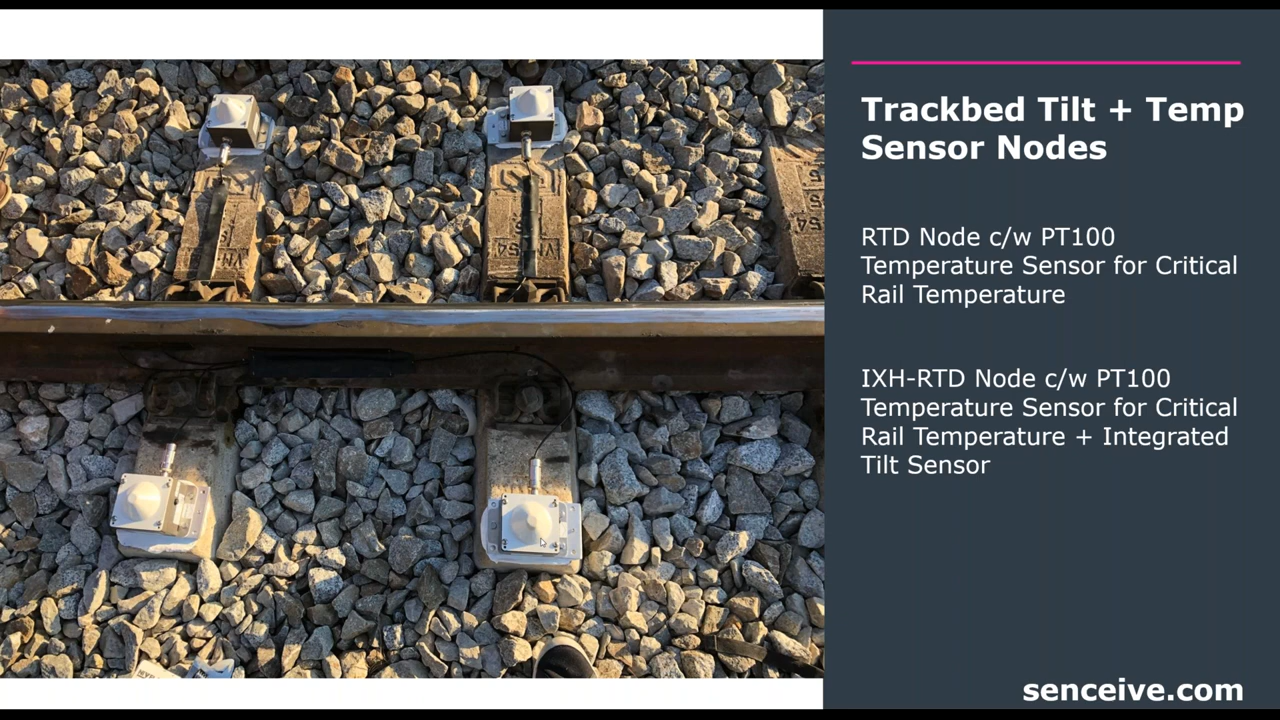 Trackbed Tilt + Temp
Sensor Nodes
RTD Node c/w PT100
Temperature Sensor for Critical
Rail Temperature
IXH-RTD Node c/w PT100
Temperature Sensor for Critical
Rail Temperature + Integrated
Tilt Sensor
senceive.com